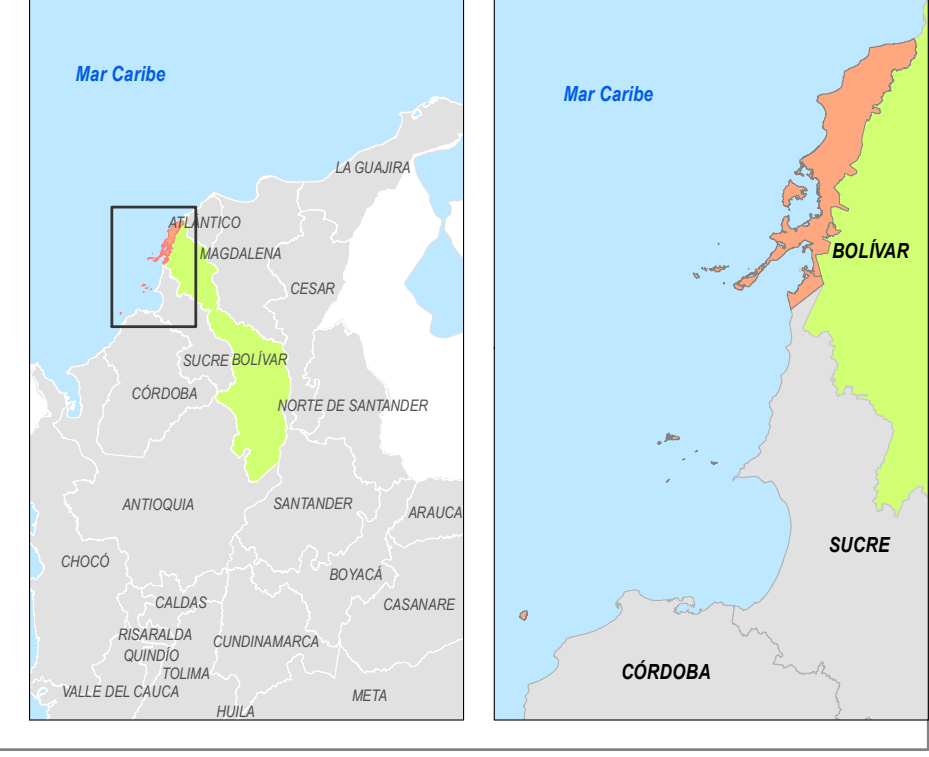 Mar Caribe
LA GUAJIRA
ATLÁNTICO
MAGDALENA
CESAR
SUCRE
BOLÍVAR
CÓRDOBA
NORTE DE SANTANDER
ANTIOQUIA
SANTANDER
ARAUCA
CHOCÓ
BOYACÁ
CALDAS
CASANARE
RISARALDA
CUNDINAMARCA
QUINDÍO
TOLIMA
VALLE DEL CAUCA
META
HUILA
Mar Caribe
BOLÍVAR
SUCRE
CÓRDOBA